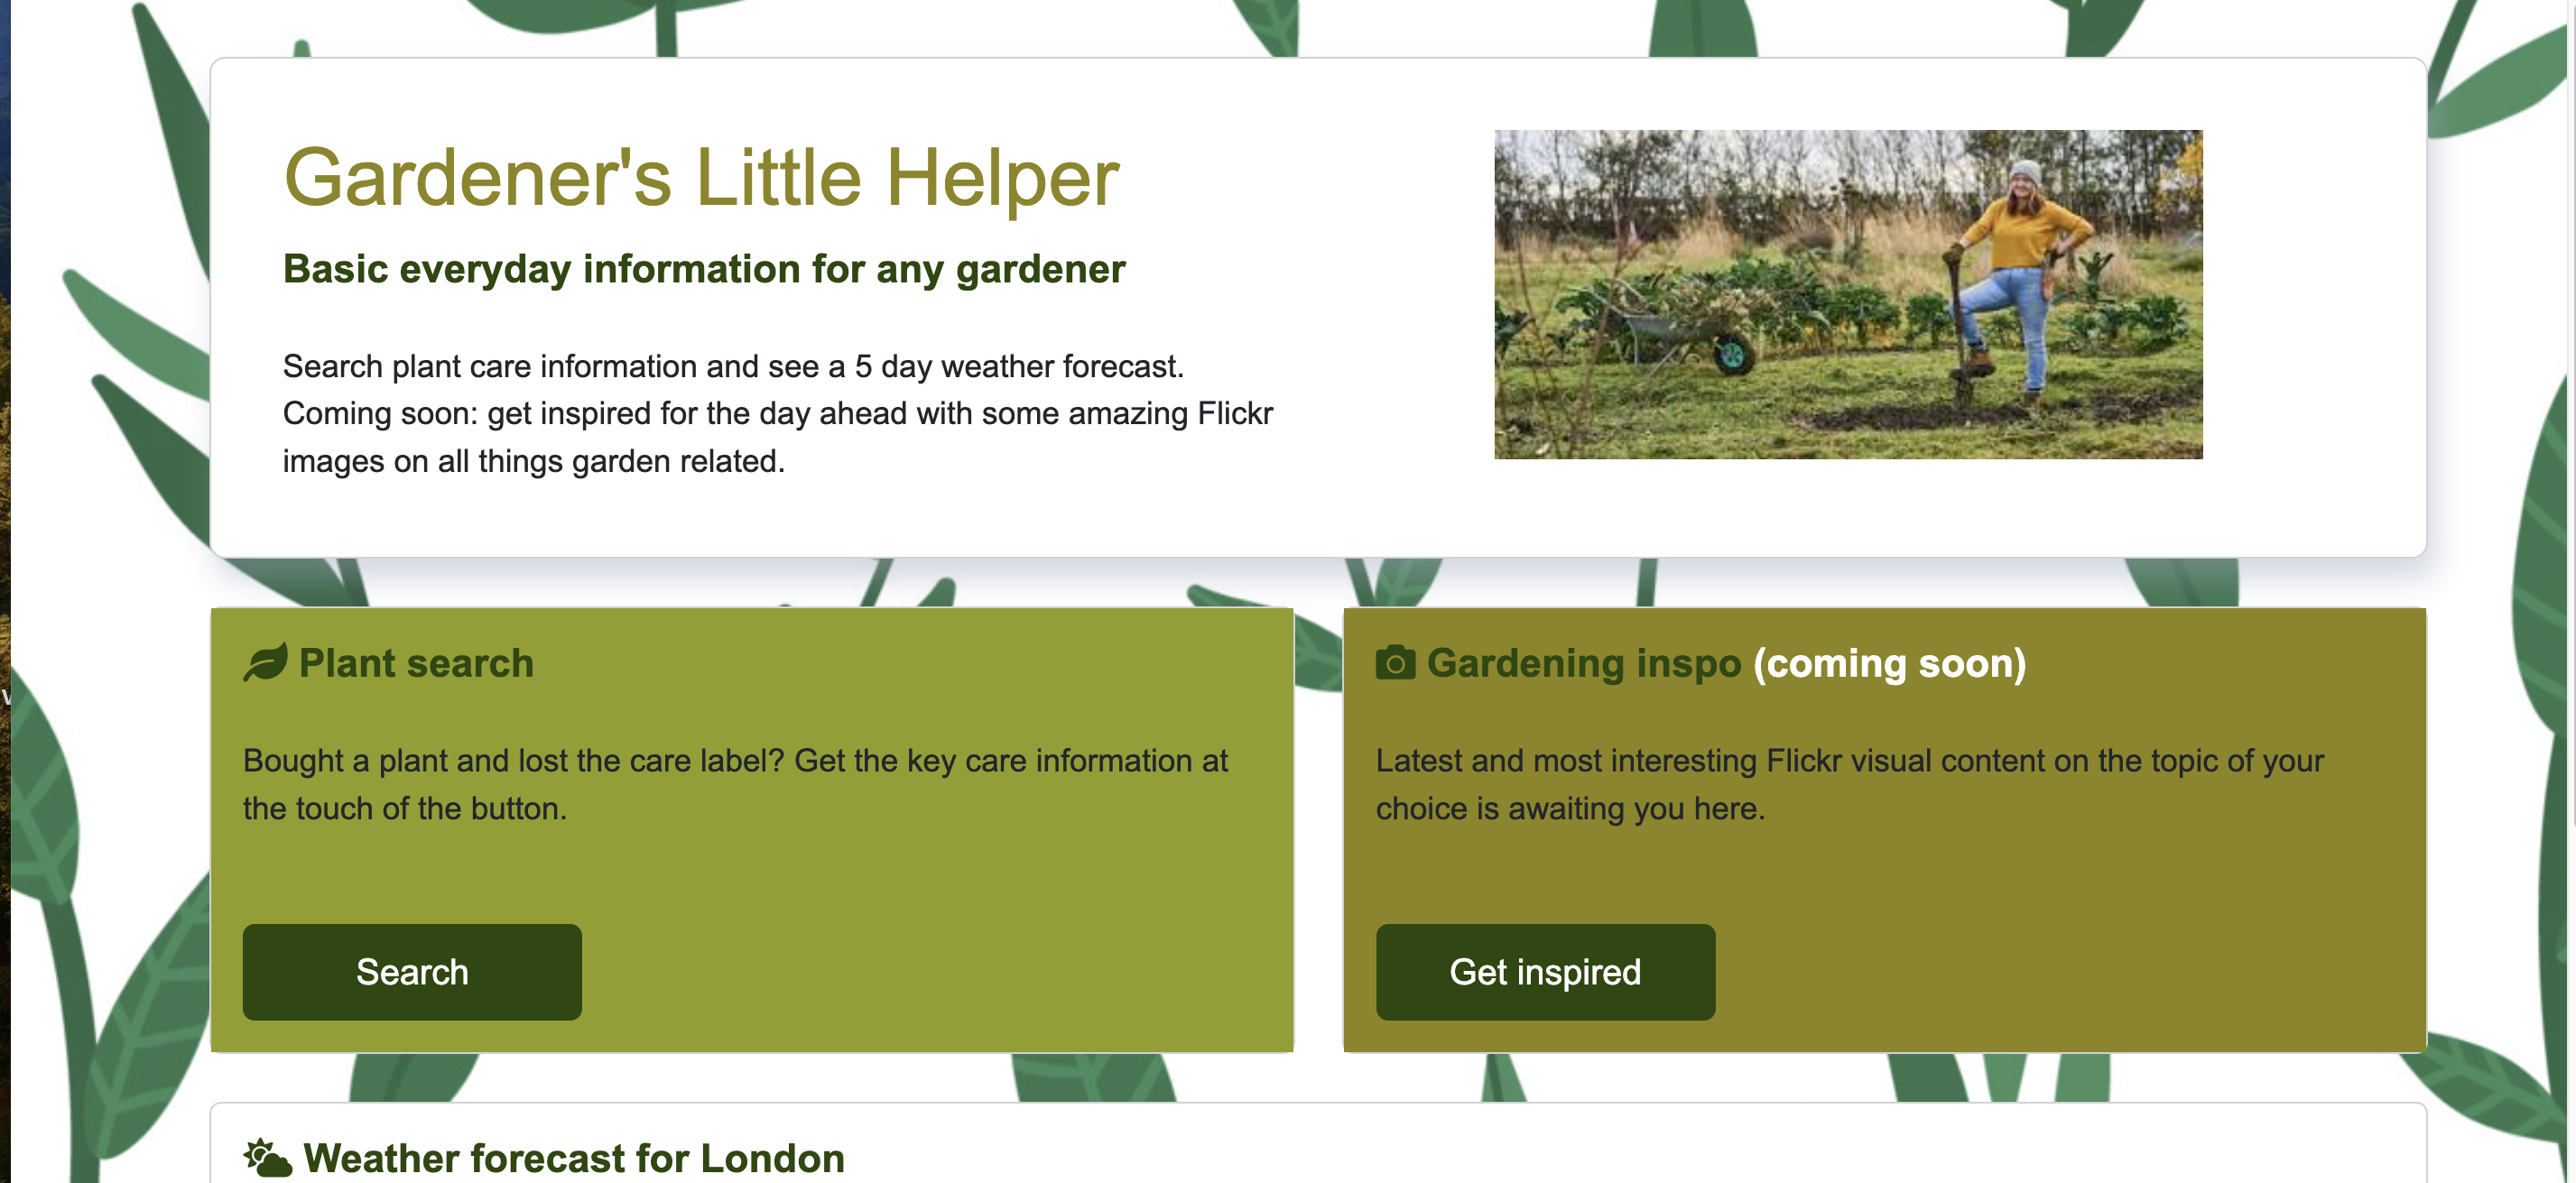 Gardener's Little Helper
Basic everyday information for any gardener
Search plant care information and see a 5 day weather forecast.
Coming soon: get inspired for the day ahead with some amazing Flickr
images on all things garden related.
Plant search
Bought a plant and lost the care label? Get the key care information at
the touch of the button.
Search
Gardening inspo (coming soon)
Latest and most interesting Flickr visual content on the topic of your
choice is awaiting you here.
Get inspired
Weather forecast for London